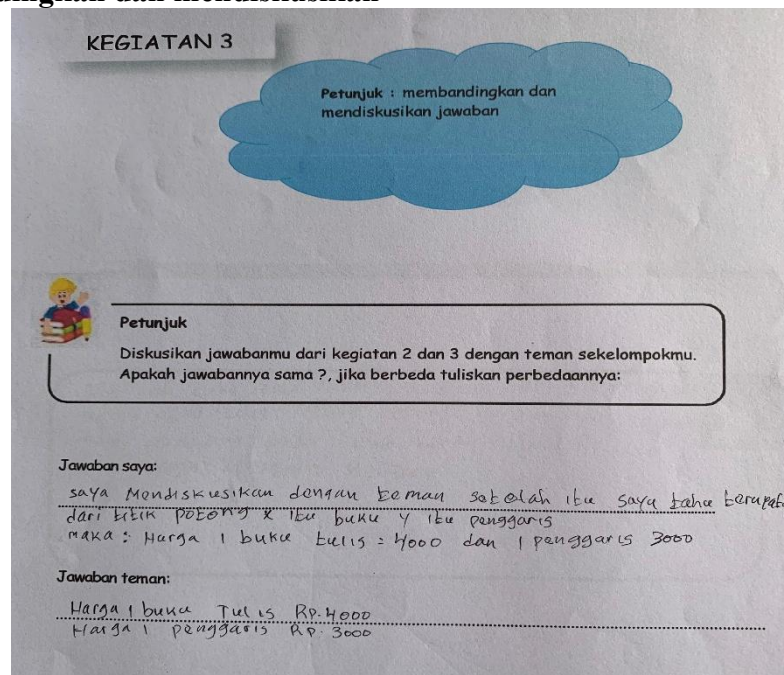 KEGIATAN 3
Petunjuk : membandingkan dan
mendiskusikan jawaban
Petunjuk
Diskusikan jawabanmu dari kegiatan 2 dan 3 dengan teman sekelompokmu.
Apakah jawabannya sama ?, jika berbeda tuliskan perbedaannya:
Jawaban saya:
saya Mendiskusikan dengan teman setelah itu saya tahu
dari titik potong x itu buku y itu penggaris
maka : Harga 1 buku tulis = 4000 dan 1 penggaris 3000
Jawaban teman:
Harga 1 buku Tulis Rp. 4000
Harga 1 penggaris Rp. 3000